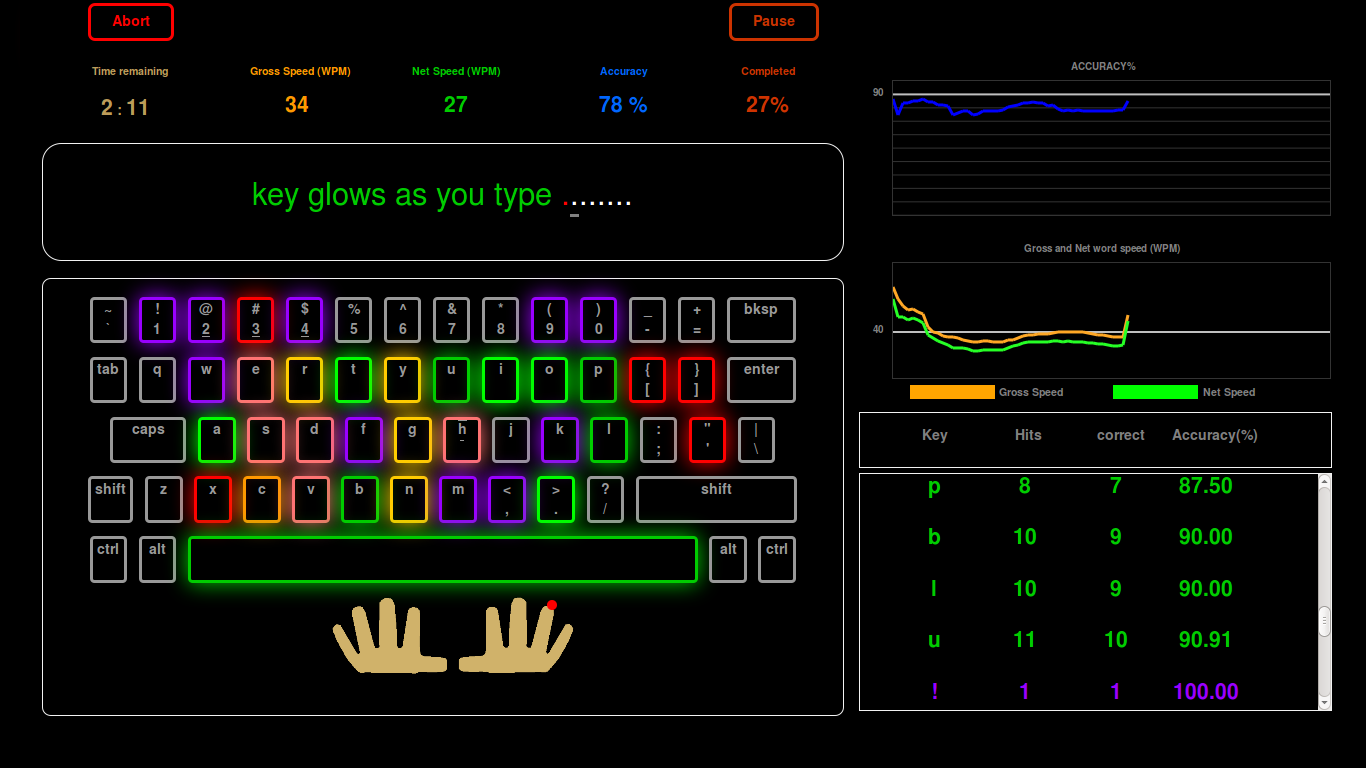 Abort Pause
Time remaining Gross Speed (WPM) Net Speed (WPM) Accuracy Completed
2 : 11 34 27 78 % 27%
key glows as you type ........
~ ! @ # $ % ^ & * ( ) _ + bksp
` 1 2 3 4 5 6 7 8 9 0 - =
tab q w e r t y u i o p { } enter
[ ]
caps a s d f g h j k l : " |
; ' \
shift z x c v b n m < > ? shift
, . /
ctrl alt alt ctrl
ACCURACY%
90
Gross and Net word speed (WPM)
40
Gross Speed Net Speed
Key Hits correct Accuracy(%)
p 8 7 87.50
b 10 9 90.00
l 10 9 90.00
u 11 10 90.91
! 1 1 100.00